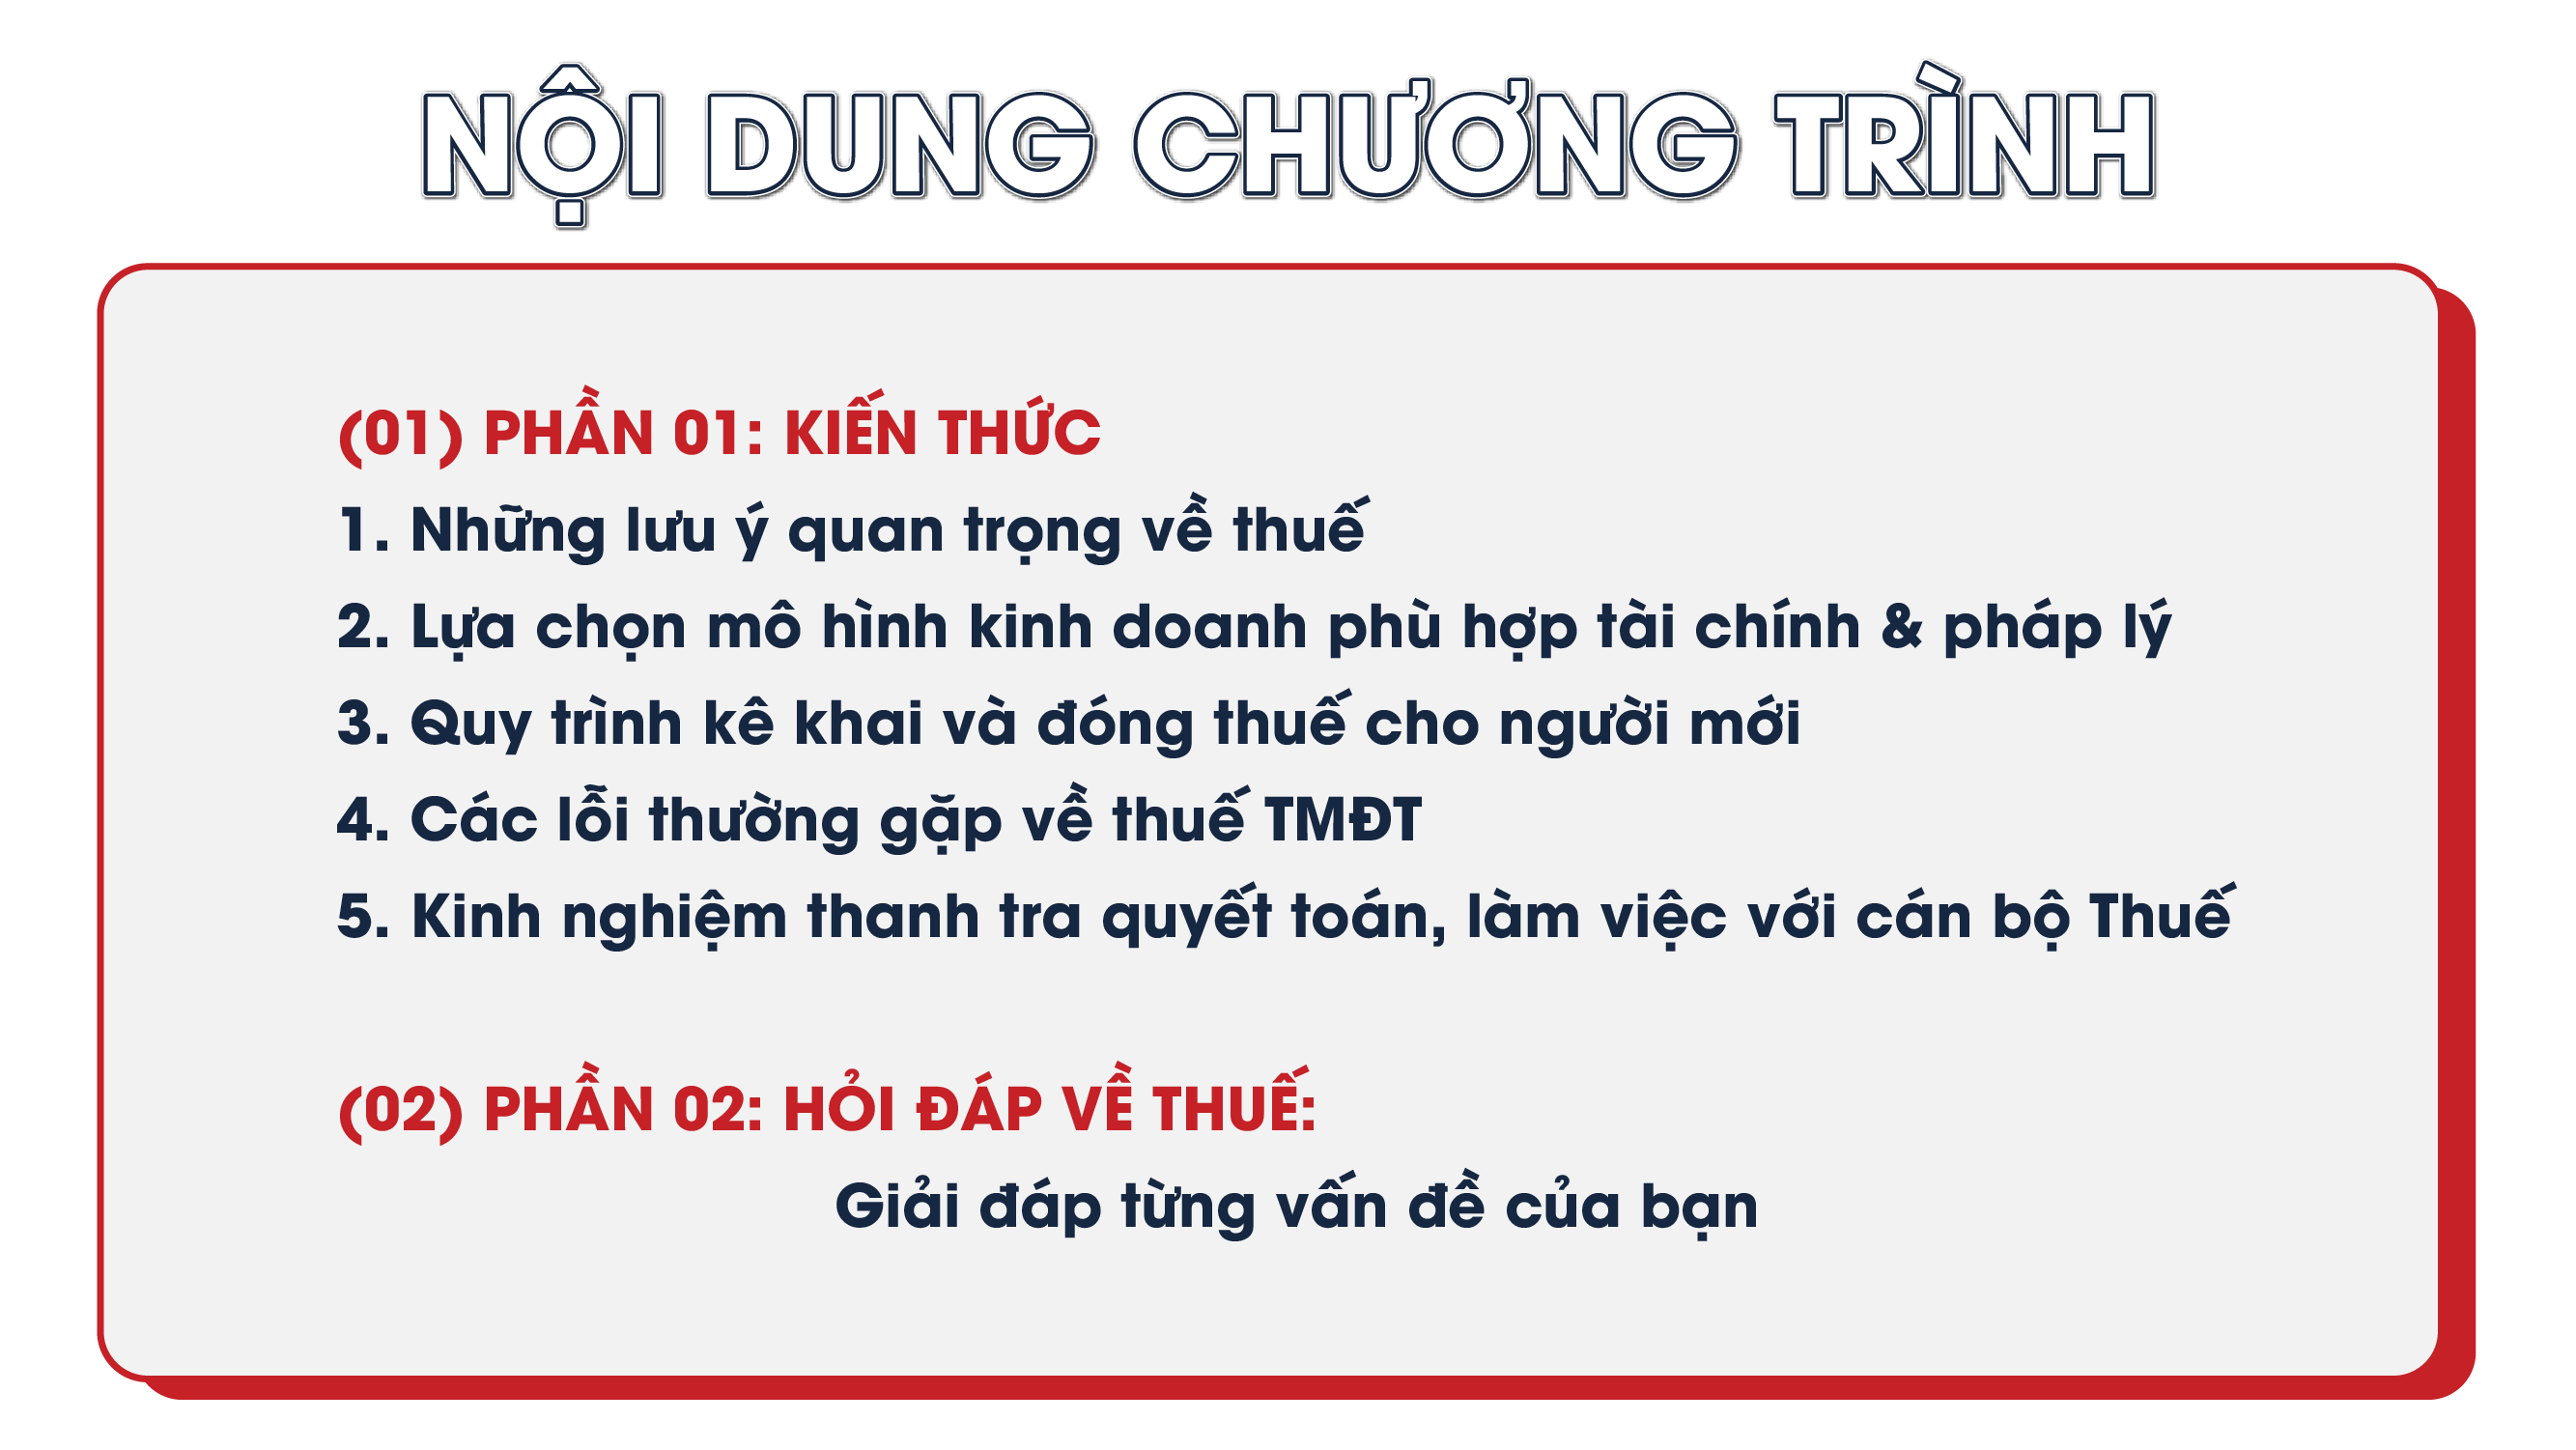 NỘI DUNG CHƯƠNG TRÌNH
(01) PHẦN 01: KIẾN THỨC
1. Những lưu ý quan trọng về thuế
2. Lựa chọn mô hình kinh doanh phù hợp tài chính & pháp lý
3. Quy trình kê khai và đóng thuế cho người mới
4. Các lỗi thường gặp về thuế TMĐT
5. Kinh nghiệm thanh tra quyết toán, làm việc với cán bộ Thuế
(02) PHẦN 02: HỎI ĐÁP VỀ THUẾ:
Giải đáp từng vấn đề của bạn